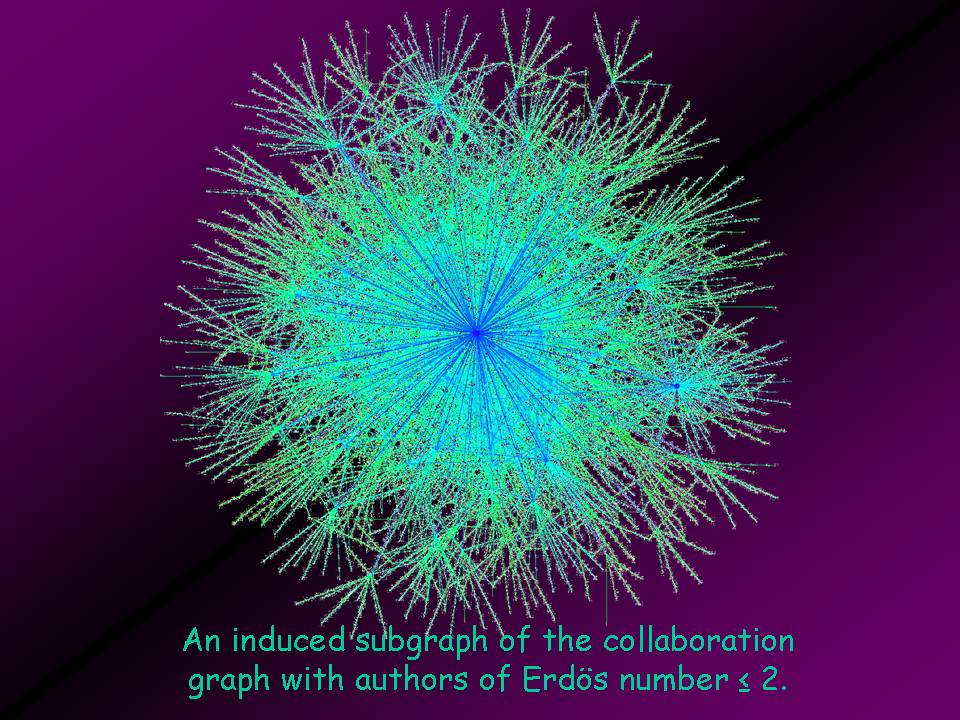 An induced subgraph of the collaboration
graph with authors of Erdös number ≤ 2.